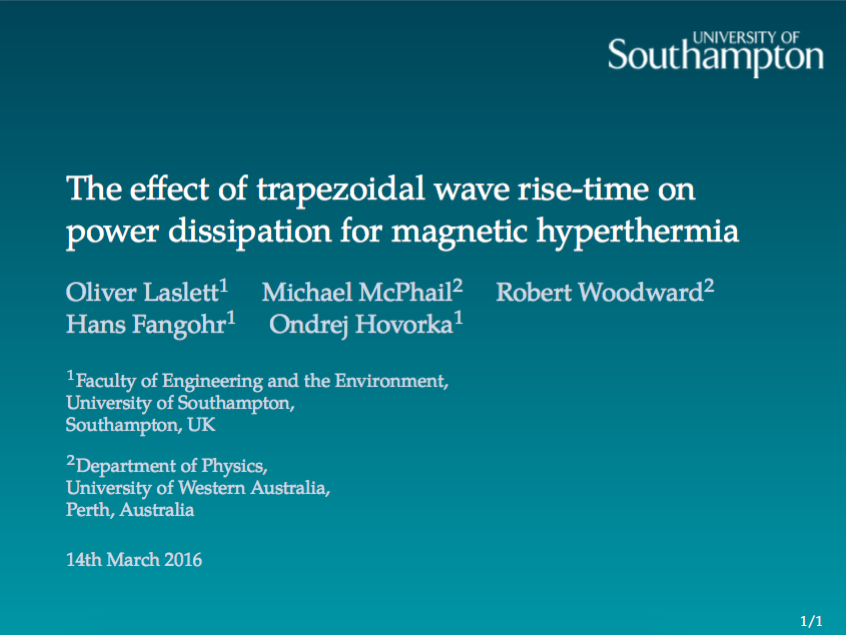 UNIVERSITY OF
Southampton
The effect of trapezoidal wave rise-time on
power dissipation for magnetic hyperthermia
Oliver Laslett¹ Michael McPhail² Robert Woodward²
Hans Fangohr¹ Ondrej Hovorka¹
¹Faculty of Engineering and the Environment,
University of Southampton,
Southampton, UK
²Department of Physics,
University of Western Australia,
Perth, Australia
14th March 2016
1/1